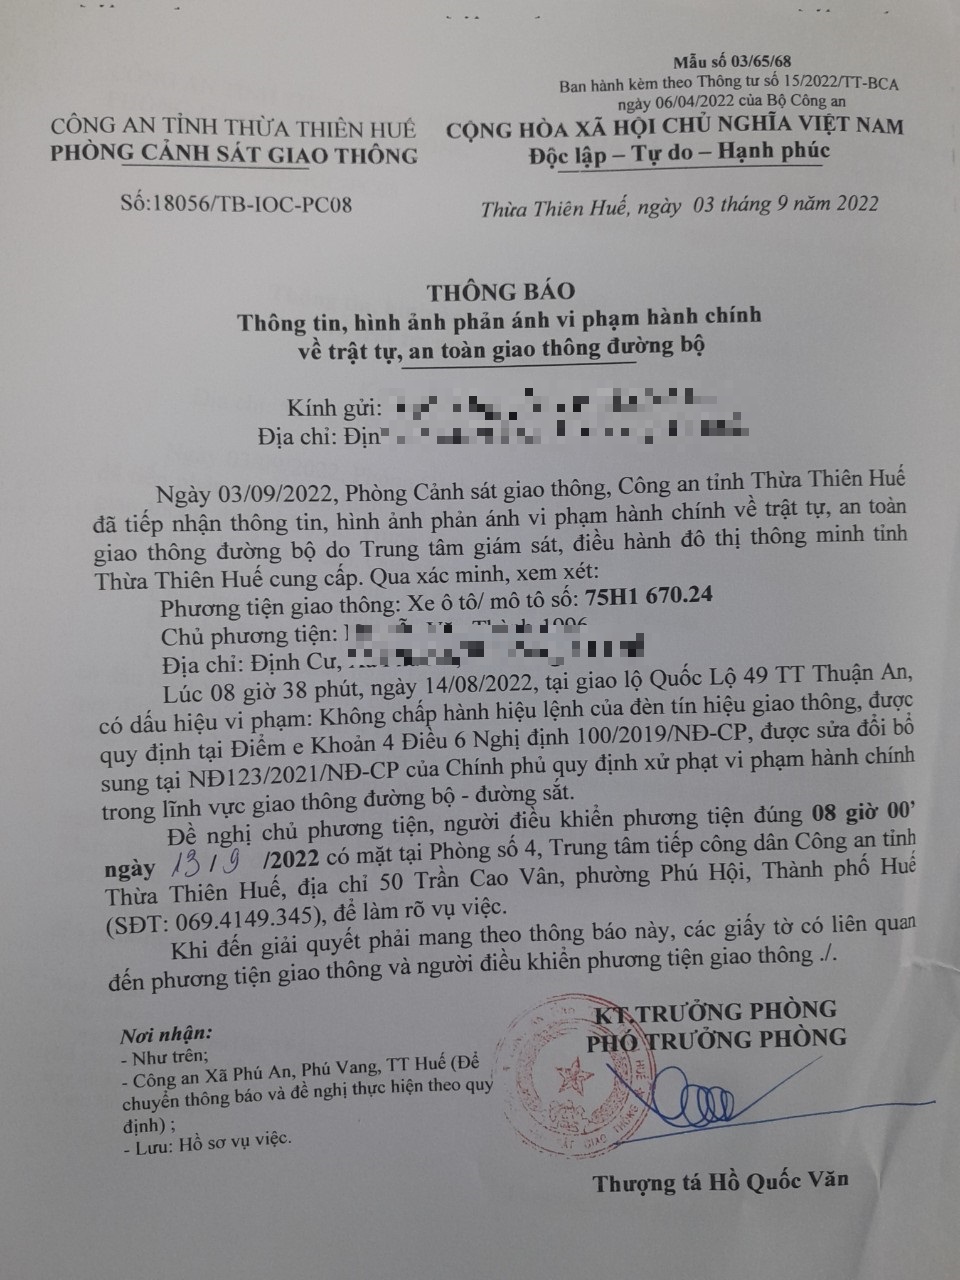 Mẫu số 03/65/68
Ban hành kèm theo Thông tư số 15/2022/TT-BCA
ngày 06/04/2022 của Bộ Công an
CÔNG AN TỈNH THỪA THIÊN HUẾ
PHÒNG CẢNH SÁT GIAO THÔNG
CỘNG HÒA XÃ HỘI CHỦ NGHĨA VIỆT NAM
Độc lập – Tự do – Hạnh phúc
Số:18056/TB-IOC-PC08
Thừa Thiên Huế, ngày 03 tháng 9 năm 2022
THÔNG BÁO
Thông tin, hình ảnh phản ánh vi phạm hành chính
về trật tự, an toàn giao thông đường bộ
Kính gửi:
Địa chỉ: Địn
Ngày 03/09/2022, Phòng Cảnh sát giao thông, Công an tỉnh Thừa Thiên Huế
đã tiếp nhận thông tin, hình ảnh phản ánh vi phạm hành chính về trật tự, an toàn
giao thông đường bộ do Trung tâm giám sát, điều hành đô thị thông minh tỉnh
Thừa Thiên Huế cung cấp. Qua xác minh, xem xét:
Phương tiện giao thông: Xe ô tô/ mô tô số: 75H1 670.24
Chủ phương tiện:
Địa chỉ: Định Cư,
Lúc 08 giờ 38 phút, ngày 14/08/2022, tại giao lộ Quốc Lộ 49 TT Thuận An,
có dấu hiệu vi phạm: Không chấp hành hiệu lệnh của đèn tín hiệu giao thông, được
quy định tại Điểm e Khoản 4 Điều 6 Nghị định 100/2019/NĐ-CP, được sửa đổi bổ
sung tại NĐ123/2021/NĐ-CP của Chính phủ quy định xử phạt vi phạm hành chính
trong lĩnh vực giao thông đường bộ - đường sắt.
Đề nghị chủ phương tiện, người điều khiển phương tiện đúng 08 giờ 00’
ngày 13/9 /2022 có mặt tại Phòng số 4, Trung tâm tiếp công dân Công an tỉnh
Thừa Thiên Huế, địa chỉ 50 Trần Cao Vân, phường Phú Hội, Thành phố Huế
(SĐT: 069.4149.345), để làm rõ vụ việc.
Khi đến giải quyết phải mang theo thông báo này, các giấy tờ có liên quan
đến phương tiện giao thông và người điều khiển phương tiện giao thông ./.
Nơi nhận:
- Như trên;
- Công an Xã Phú An, Phú Vang, TT Huế (Để
chuyển thông báo và đề nghị thực hiện theo quy
định) ;
- Lưu: Hồ sơ vụ việc.
KT.TRƯỞNG PHÒNG
PHÓ TRƯỞNG PHÒNG
Thượng tá Hồ Quốc Văn